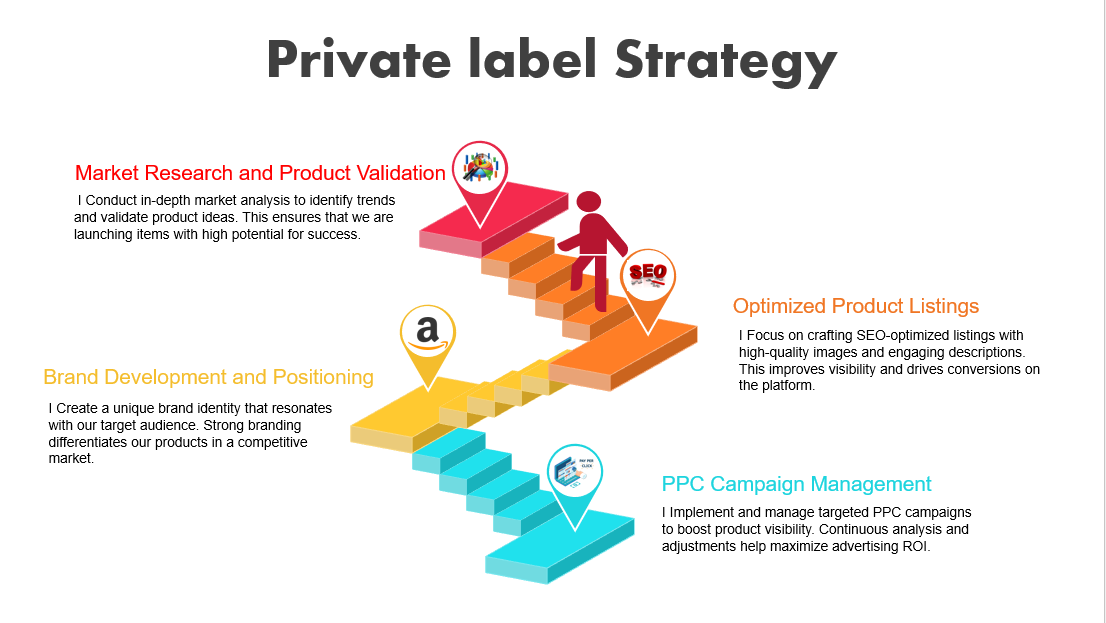 Private label Strategy
Market Research and Product Validation
I Conduct in-depth market analysis to identify trends
and validate product ideas. This ensures that we are
launching items with high potential for success.
SEO
Optimized Product Listings
I Focus on crafting SEO-optimized listings with
high-quality images and engaging descriptions.
This improves visibility and drives conversions on
the platform.
a
Brand Development and Positioning
I Create a unique brand identity that resonates
with our target audience. Strong branding
differentiates our products in a competitive
market.
PAY PER
CLICK
PPC Campaign Management
I Implement and manage targeted PPC campaigns
to boost product visibility. Continuous analysis and
adjustments help maximize advertising ROI.